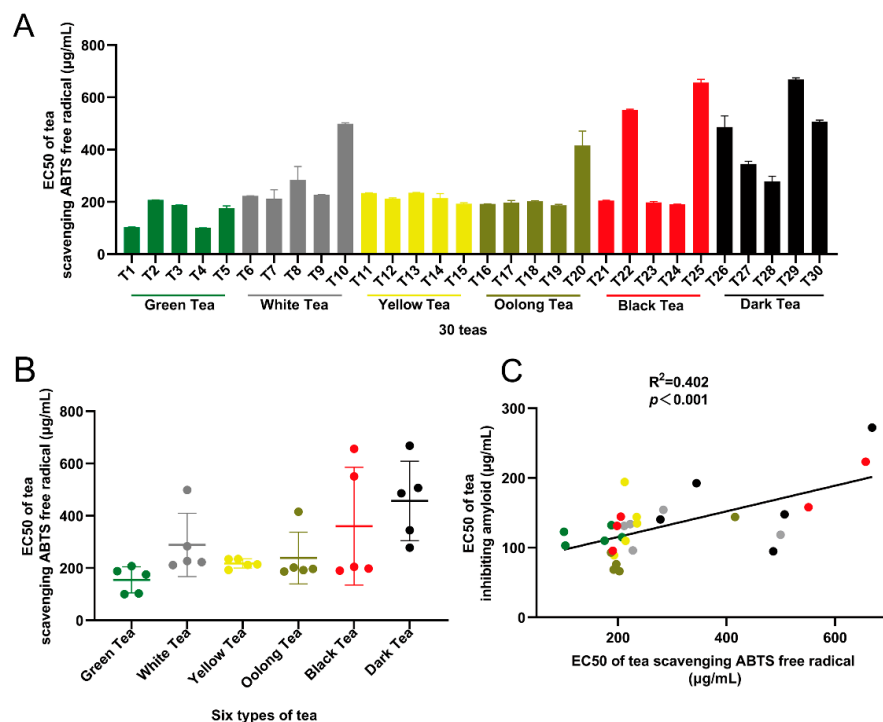 A
EC50 of tea
scavenging ABTS free radical (μg/mL)
800
600
400
200
0
T1 T2 T3 T4 T5 T6 T7 T8 T9 T10 T11 T12 T13 T14 T15 T16 T17 T18 T19 T20 T21 T22 T23 T24 T25 T26 T27 T28 T29 T30
Green Tea White Tea Yellow Tea Oolong Tea Black Tea Dark Tea
30 teas
B
EC50 of tea
scavenging ABTS free radical (μg/mL)
800
600
400
200
0
Green Tea White Tea Yellow Tea Oolong Tea Black Tea Dark Tea
Six types of tea
C
R²=0.402
p<0.001
EC50 of tea
inhibiting amyloid (μg/mL)
300
200
100
0
200 400 600
EC50 of tea scavenging ABTS free radical
(μg/mL)